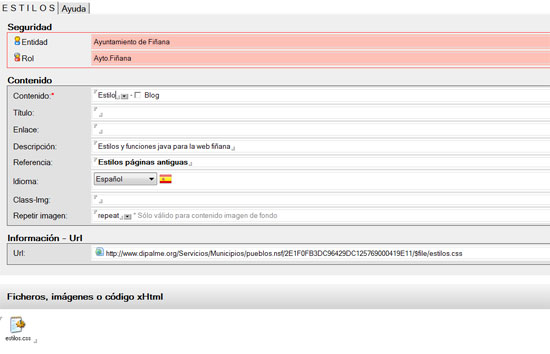 E S T I L O S Ayuda
Seguridad
Entidad Ayuntamiento de Fiñana
Rol Ayto.Fiñana
Contenido
Contenido:* Estilo - Blog
Título:
Enlace:
Descripción: Estilos y funciones java para la web fiñana
Referencia: Estilos páginas antiguas
Idioma: Español
Class-Img:
Repetir imagen: repeat * Sólo válido para contenido imagen de fondo
Información - Url
Url: http://www.dipalme.org/Servicios/Municipios/pueblos.nsf/2E1F0FB3DC96429DC125769000419E11/$file/estilos.css
Ficheros, imágenes o código xHtml
estilos.css